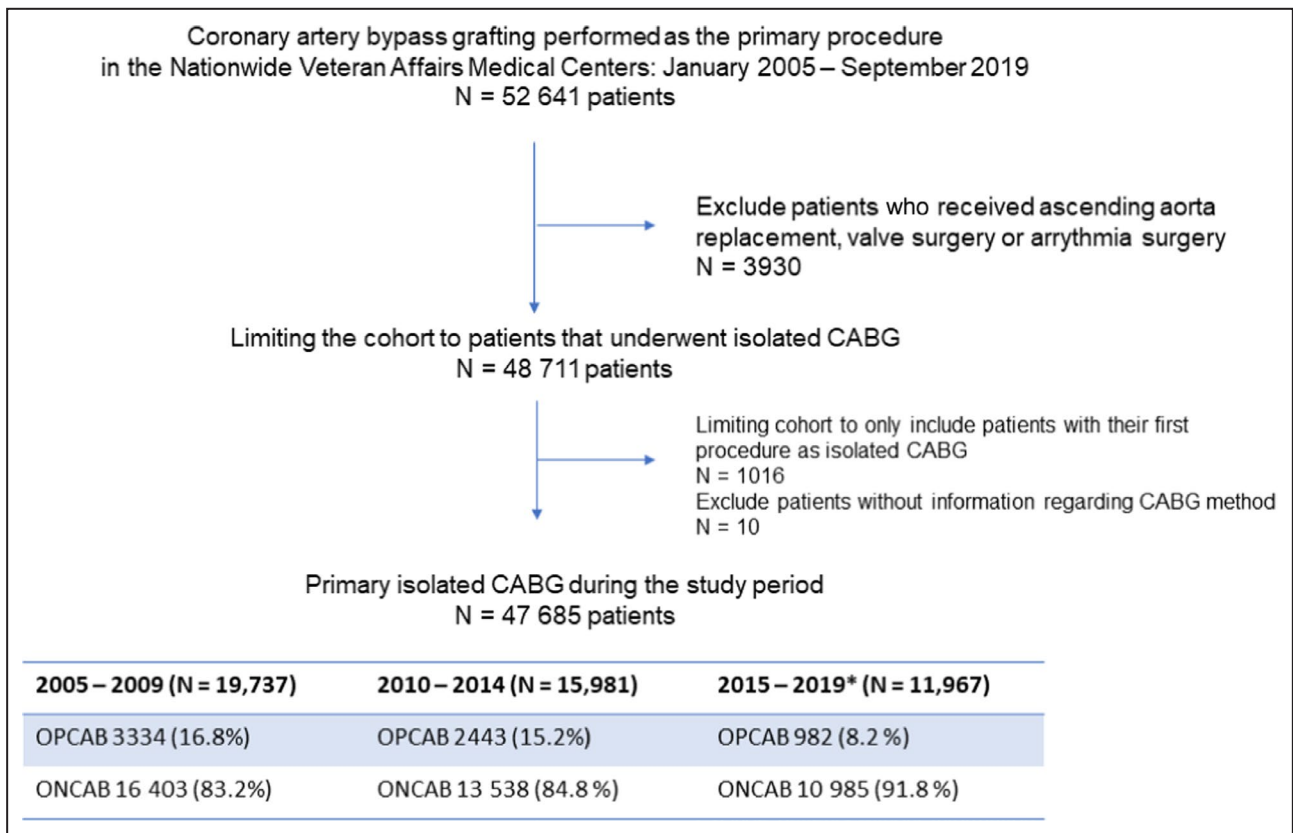 Coronary artery bypass grafting performed as the primary procedure
in the Nationwide Veteran Affairs Medical Centers: January 2005 – September 2019
N = 52 641 patients
Exclude patients who received ascending aorta
replacement, valve surgery or arrythmia surgery
N = 3930
Limiting the cohort to patients that underwent isolated CABG
N = 48 711 patients
Limiting cohort to only include patients with their first
procedure as isolated CABG
N = 1016
Exclude patients without information regarding CABG method
N = 10
Primary isolated CABG during the study period
N = 47 685 patients
2005 – 2009 (N = 19,737) 2010 – 2014 (N = 15,981) 2015 – 2019* (N = 11,967)
OPCAB 3334 (16.8%) OPCAB 2443 (15.2%) OPCAB 982 (8.2 %)
ONCAB 16 403 (83.2%) ONCAB 13 538 (84.8 %) ONCAB 10 985 (91.8 %)